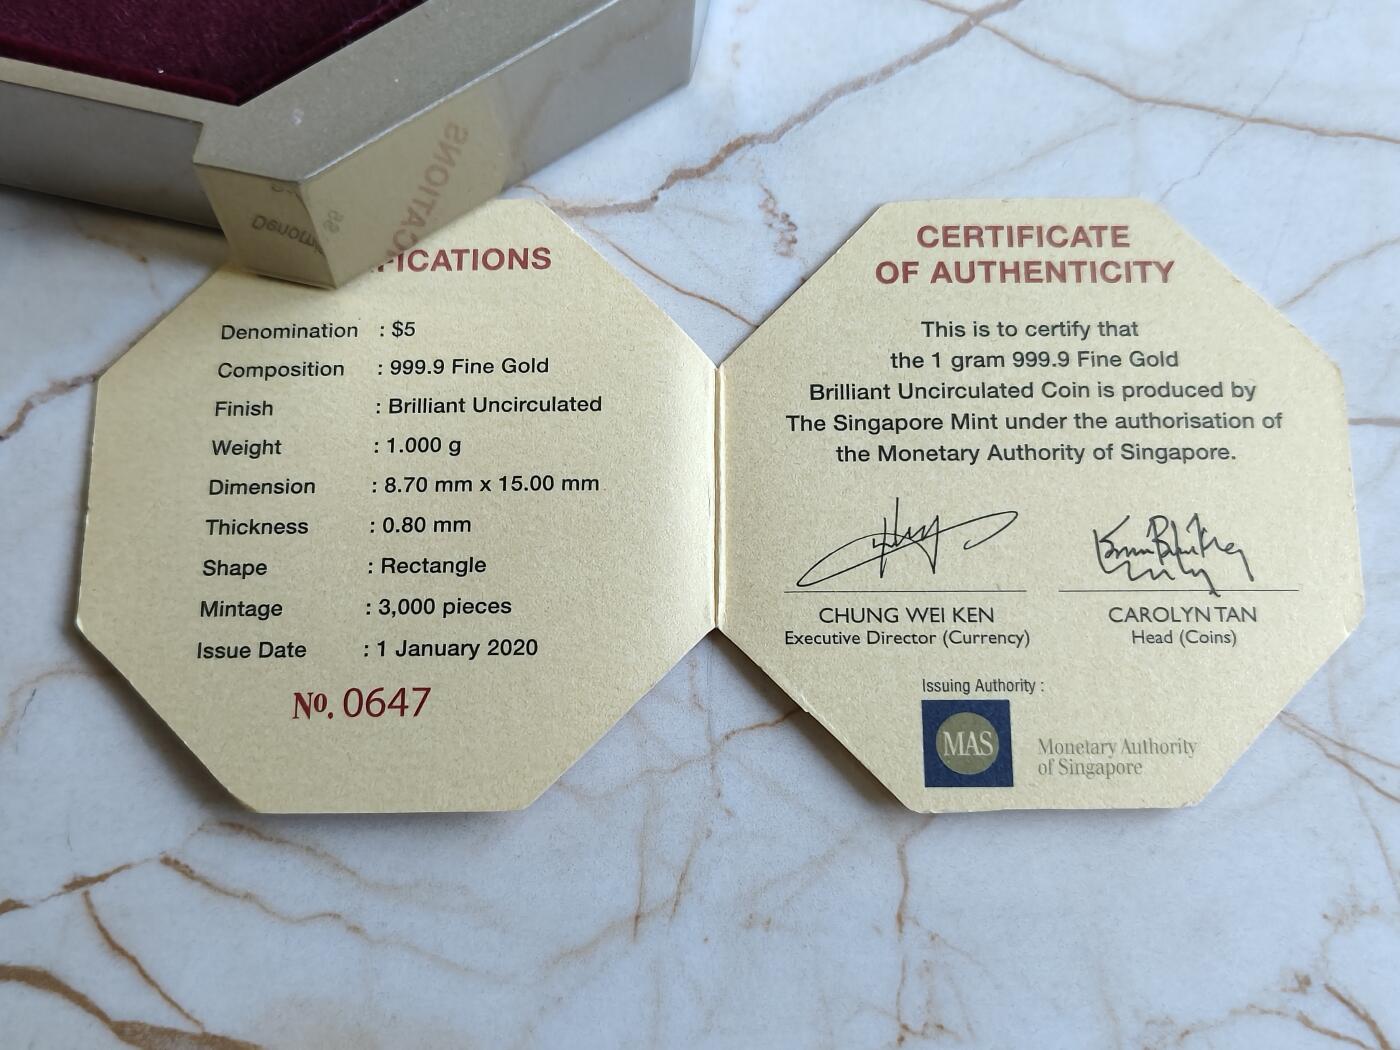 FICATIONS
Denomination : $5
Composition : 999.9 Fine Gold
Finish : Brilliant Uncirculated
Weight : 1.000 g
Dimension : 8.70 mm x 15.00 mm
Thickness : 0.80 mm
Shape : Rectangle
Mintage : 3,000 pieces
Issue Date : 1 January 2020
No. 0647
CERTIFICATE
OF AUTHENTICITY
This is to certify that
the 1 gram 999.9 Fine Gold
Brilliant Uncirculated Coin is produced by
The Singapore Mint under the authorisation of
the Monetary Authority of Singapore.
CHUNG WEI KEN
Executive Director (Currency)
CAROLYN TAN
Head (Coins)
Issuing Authority :
MAS
Monetary Authority
of Singapore